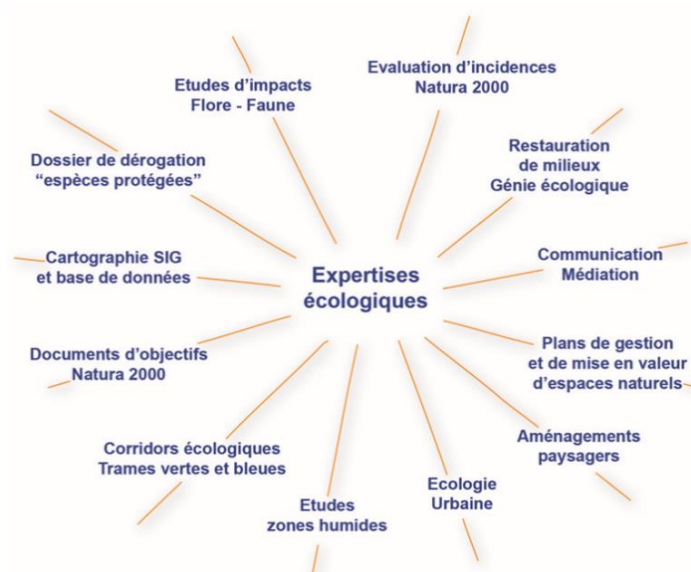 Evaluation d'incidences
Natura 2000
Etudes d'impacts
Flore - Faune
Restauration
de milieux
Génie écologique
Dossier de dérogation
“espèces protégées”
Communication
Médiation
Cartographie SIG
et base de données
Expertises
écologiques
Plans de gestion
et de mise en valeur
d'espaces naturels
Documents d'objectifs
Natura 2000
Aménagements
paysagers
Corridors écologiques
Trames vertes et bleues
Ecologie
Urbaine
Etudes
zones humides